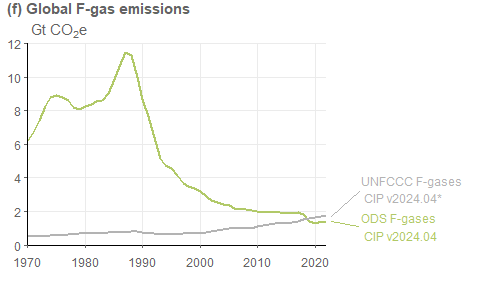 (f) Global F-gas emissions
Gt CO₂e
12
10
8
6
4
2
0
1970 1980 1990 2000 2010 2020
UNFCCC F-gases
CIP v2024.04*
ODS F-gases
CIP v2024.04